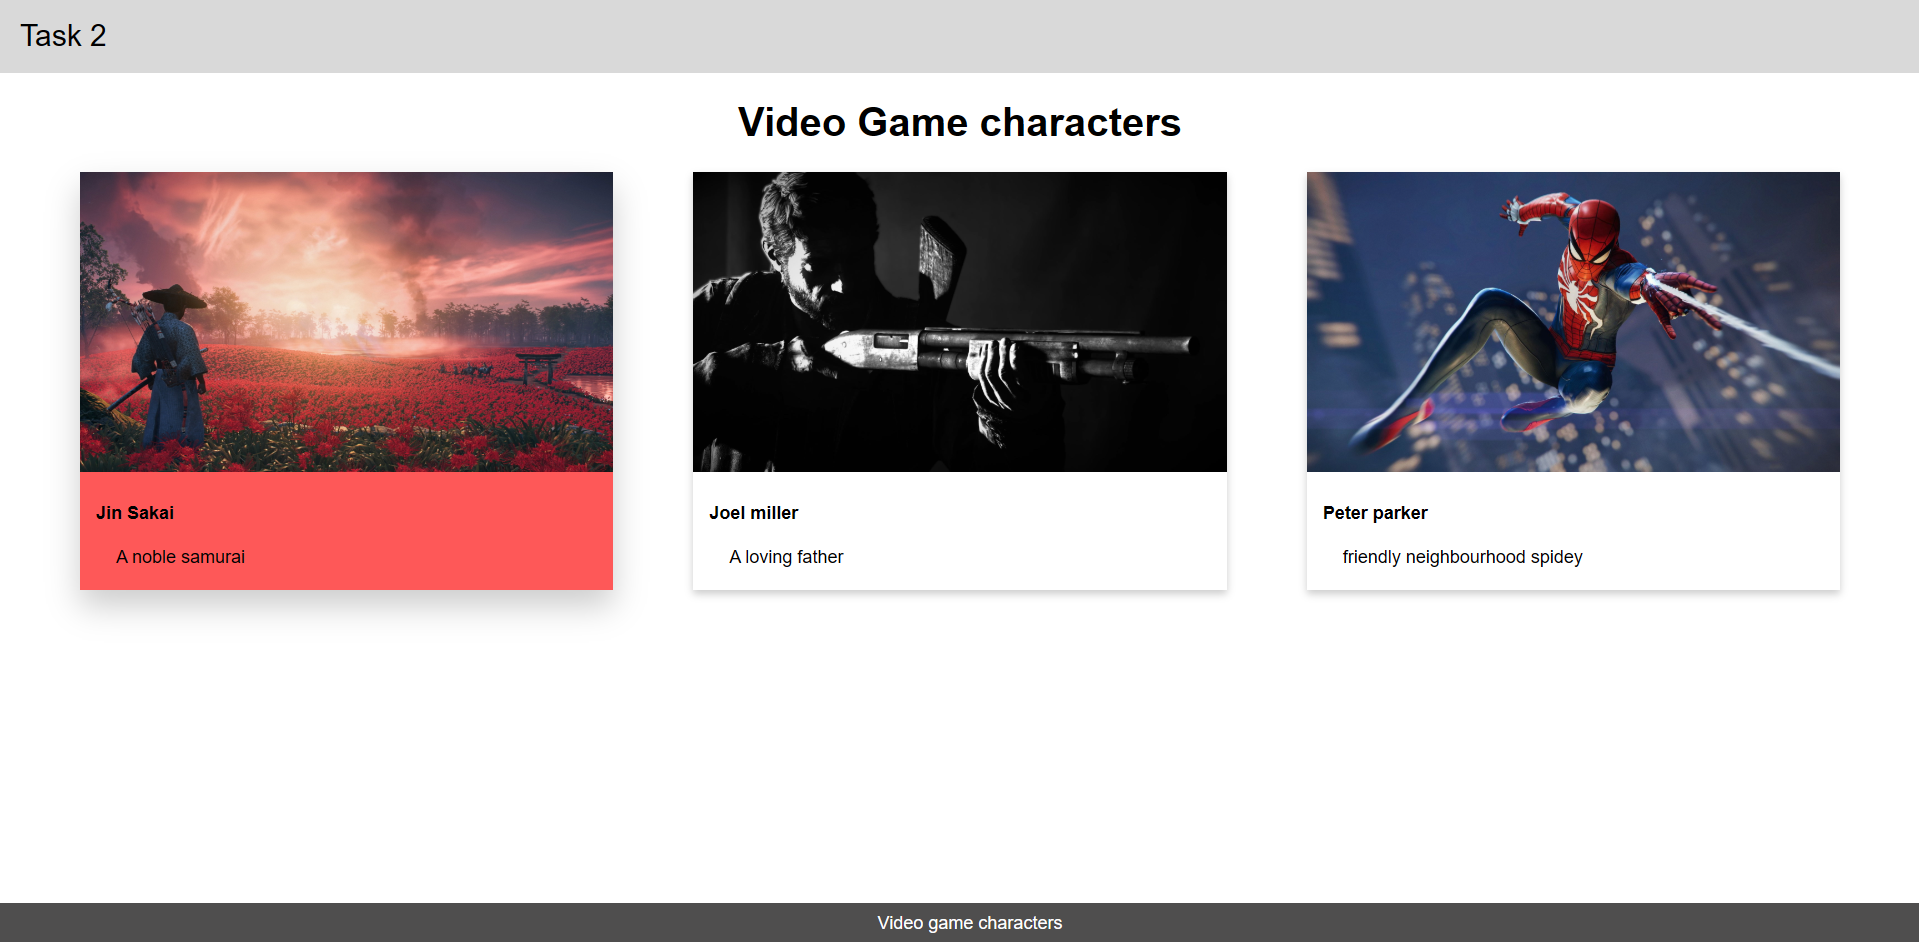 Task 2
Video Game characters
Jin Sakai
A noble samurai
Joel miller
A loving father
Peter parker
friendly neighbourhood spidey
Video game characters